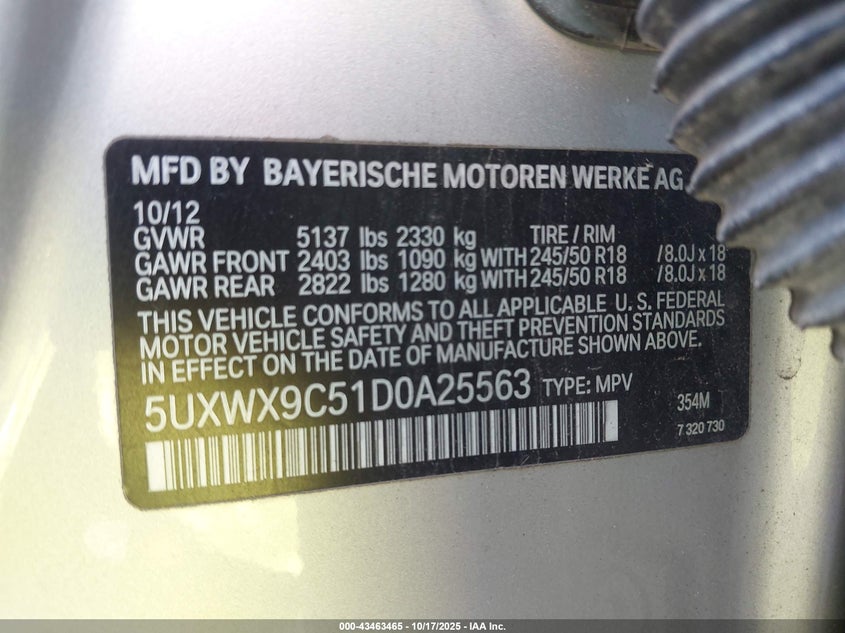 MFD BY BAYERISCHE MOTOREN WERKE AG
10/12
GVWR 5137 lbs 2330 kg TIRE / RIM
GAWR FRONT 2403 lbs 1090 kg WITH 245/50 R18 /8.0J x 18
GAWR REAR 2822 lbs 1280 kg WITH 245/50 R18 /8.0J x 18
THIS VEHICLE CONFORMS TO ALL APPLICABLE U. S. FEDERAL
MOTOR VEHICLE SAFETY AND THEFT PREVENTION STANDARDS
IN EFFECT ON THE DATE OF MANUFACTURE SHOWN ABOVE.
5UXWX9C51D0A25563 TYPE: MPV
354M
7 320 730
000-43463465 - 10/17/2025 - IAA Inc.